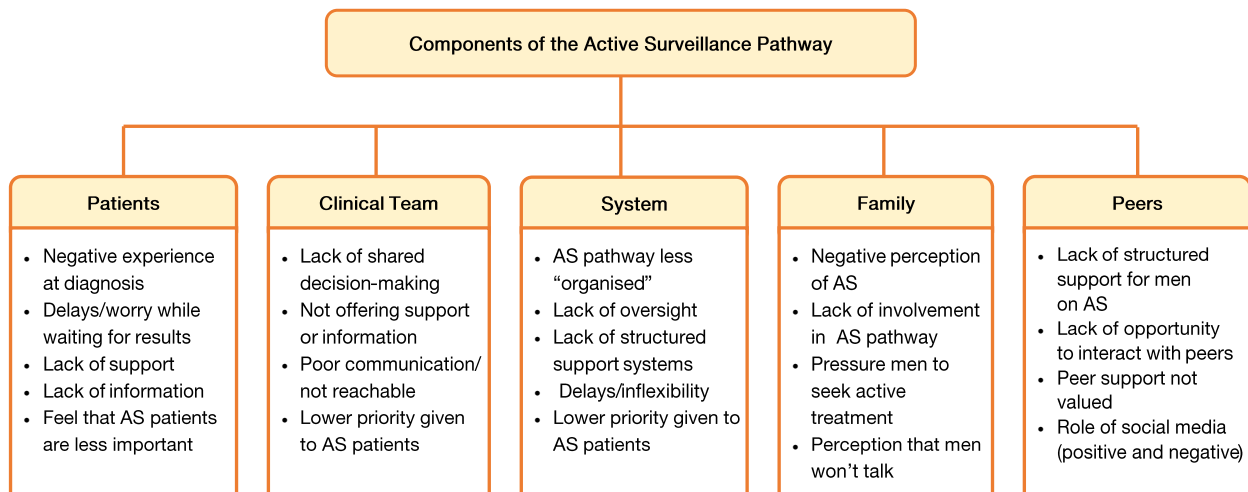 Components of the Active Surveillance Pathway
Patients
• Negative experience
at diagnosis
• Delays/worry while
waiting for results
• Lack of support
• Lack of information
• Feel that AS patients
are less important
Clinical Team
• Lack of shared
decision-making
• Not offering support
or information
• Poor communication/
not reachable
• Lower priority given
to AS patients
System
• AS pathway less
“organised”
• Lack of oversight
• Lack of structured
support systems
• Delays/inflexibility
• Lower priority given to
AS patients
Family
• Negative perception
of AS
• Lack of involvement
in AS pathway
• Pressure men to
seek active
treatment
• Perception that men
won’t talk
Peers
• Lack of structured
support for men
on AS
• Lack of opportunity
to interact with peers
• Peer support not
valued
• Role of social media
(positive and negative)